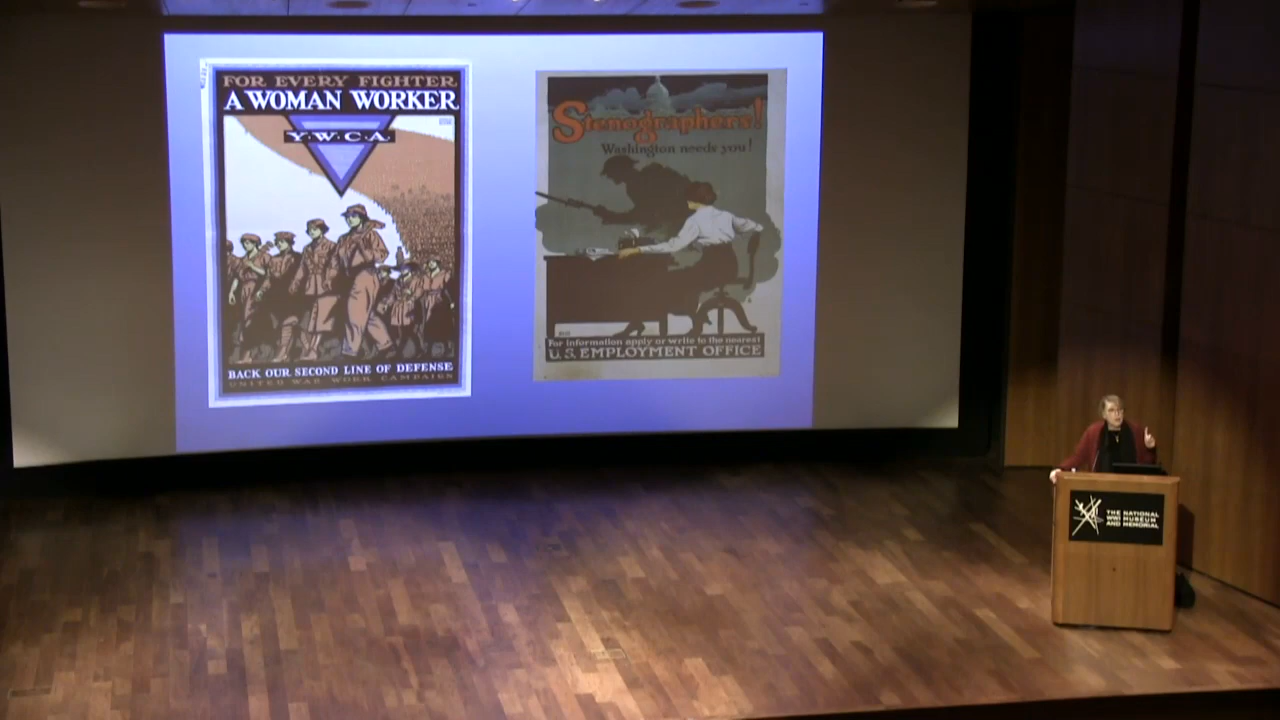 FOR EVERY FIGHTER
A WOMAN WORKER
Y.W.C.A.
BACK OUR SECOND LINE OF DEFENSE
UNITED WAR WORK CAMPAIGN
Stenographers!
Washington needs you!
For information apply or write to the nearest
U.S. EMPLOYMENT OFFICE
THE NATIONAL
WWI MUSEUM
AND MEMORIAL